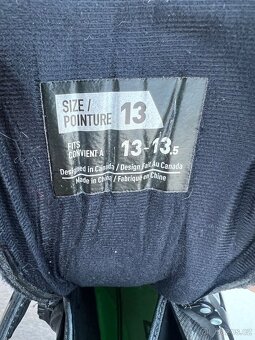 SIZE /
POINTURE 13
FITS
CONVIENT À 13-13.5
Designed in Canada / Design Fait Au Canada
Made in China / Fabriqué en Chine